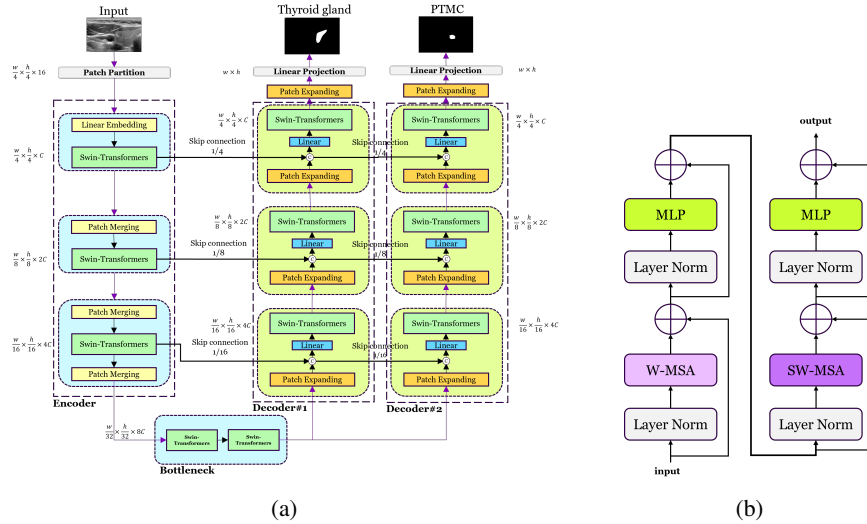 Input
Thyroid gland
PTMC
w/4 × h/4 × 16
Patch Partition
Linear Projection
w × h
Linear Projection
w × h
Patch Expanding
Patch Expanding
Linear Embedding
Swin-Transformers
w/4 × h/4 × C
Skip connection
1/4
Swin-Transformers
Linear
C
Patch Expanding
w/4 × h/4 × C
Skip connection
1/4
Swin-Transformers
Linear
C
Patch Expanding
w/4 × h/4 × C
Patch Merging
Swin-Transformers
w/8 × h/8 × 2C
Skip connection
1/8
Swin-Transformers
Linear
C
Patch Expanding
w/8 × h/8 × 2C
Skip connection
1/8
Swin-Transformers
Linear
C
Patch Expanding
w/8 × h/8 × 2C
Patch Merging
Swin-Transformers
Patch Merging
w/16 × h/16 × 4C
Skip connection
1/16
Swin-Transformers
Linear
C
Patch Expanding
w/16 × h/16 × 4C
Skip connection
1/16
Swin-Transformers
Linear
C
Patch Expanding
w/16 × h/16 × 4C
Encoder
Decoder#1
Decoder#2
w/32 × h/32 × 8C
Swin-
Transformers
Swin-
Transformers
Bottleneck
(a)
output
MLP
Layer Norm
W-MSA
Layer Norm
input
MLP
Layer Norm
SW-MSA
Layer Norm
(b)